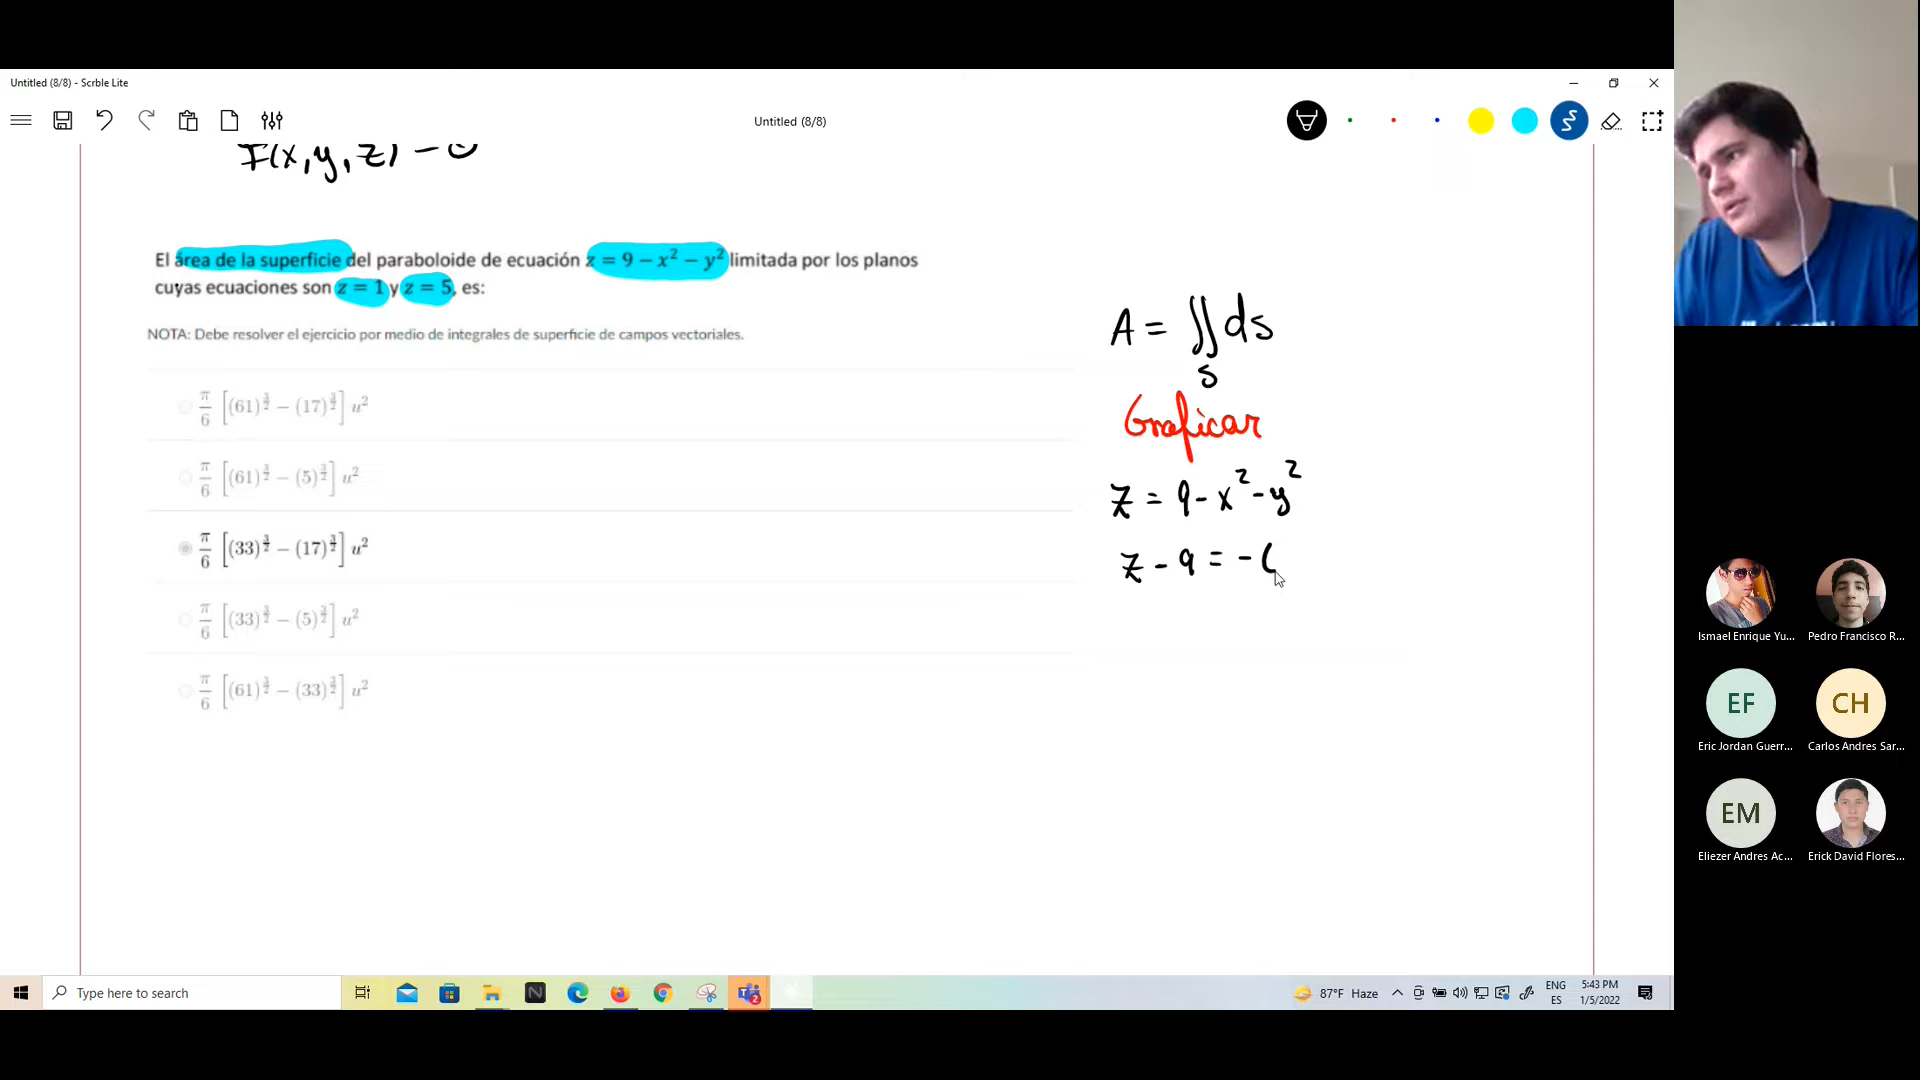 Untitled (8/8) - Scrble Lite
Untitled (8/8)
F(x,y,z) = 0
El área de la superficie del paraboloide de ecuación z = 9 − x² − y² limitada por los planos
cuyas ecuaciones son z = 1 y z = 5, es:
NOTA: Debe resolver el ejercicio por medio de integrales de superficie de campos vectoriales.
π/6 [(61)^(3/2) − (17)^(3/2)] u²
π/6 [(61)^(3/2) − (5)^(3/2)] u²
π/6 [(33)^(3/2) − (17)^(3/2)] u²
π/6 [(33)^(3/2) − (5)^(3/2)] u²
π/6 [(61)^(3/2) − (33)^(3/2)] u²
A = ∬ ds
S
Graficar
z = 9 - x² - y²
z - 9 = - (
Ismael Enrique Yu...
Pedro Francisco R...
EF
CH
Eric Jordan Guerr...
Carlos Andres Sar...
EM
Eliezer Andres Ac...
Erick David Flores...
Type here to search
87°F Haze
ENG
ES
5:43 PM
1/5/2022